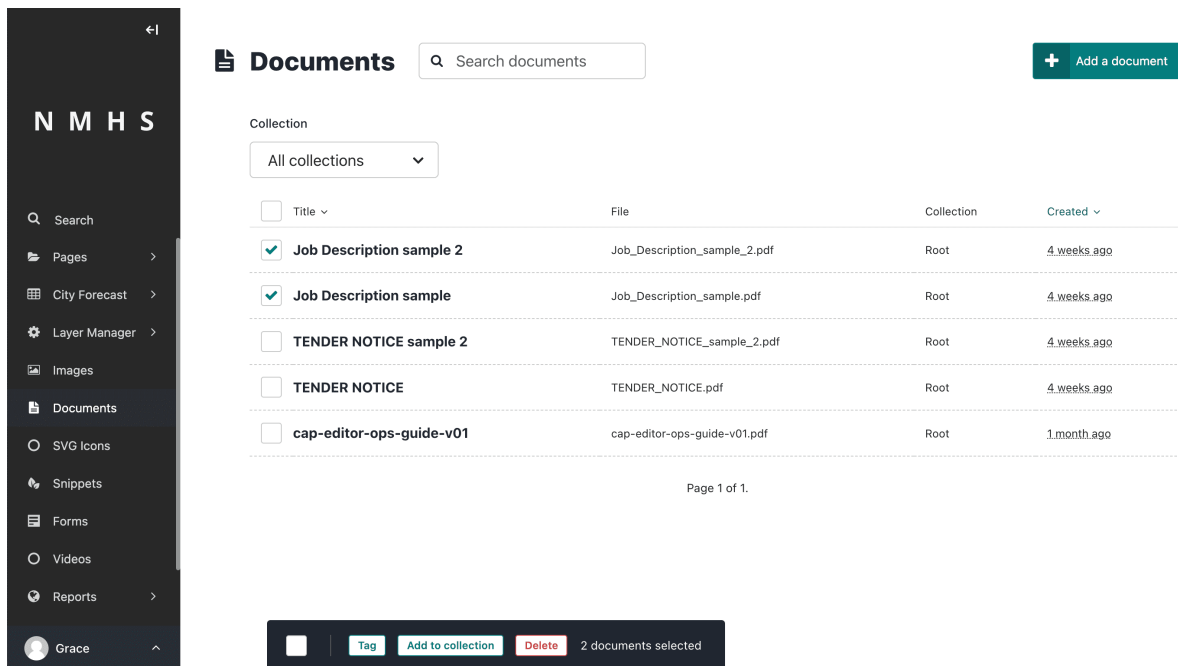 NMHS
Search
Pages
City Forecast
Layer Manager
Images
Documents
SVG Icons
Snippets
Forms
Videos
Reports
Grace
Documents
Search documents
Add a document
Collection
All collections
Title File Collection Created
Job Description sample 2 Job_Description_sample_2.pdf Root 4 weeks ago
Job Description sample Job_Description_sample.pdf Root 4 weeks ago
TENDER NOTICE sample 2 TENDER_NOTICE_sample_2.pdf Root 4 weeks ago
TENDER NOTICE TENDER_NOTICE.pdf Root 4 weeks ago
cap-editor-ops-guide-v01 cap-editor-ops-guide-v01.pdf Root 1 month ago
Page 1 of 1.
Tag Add to collection Delete 2 documents selected